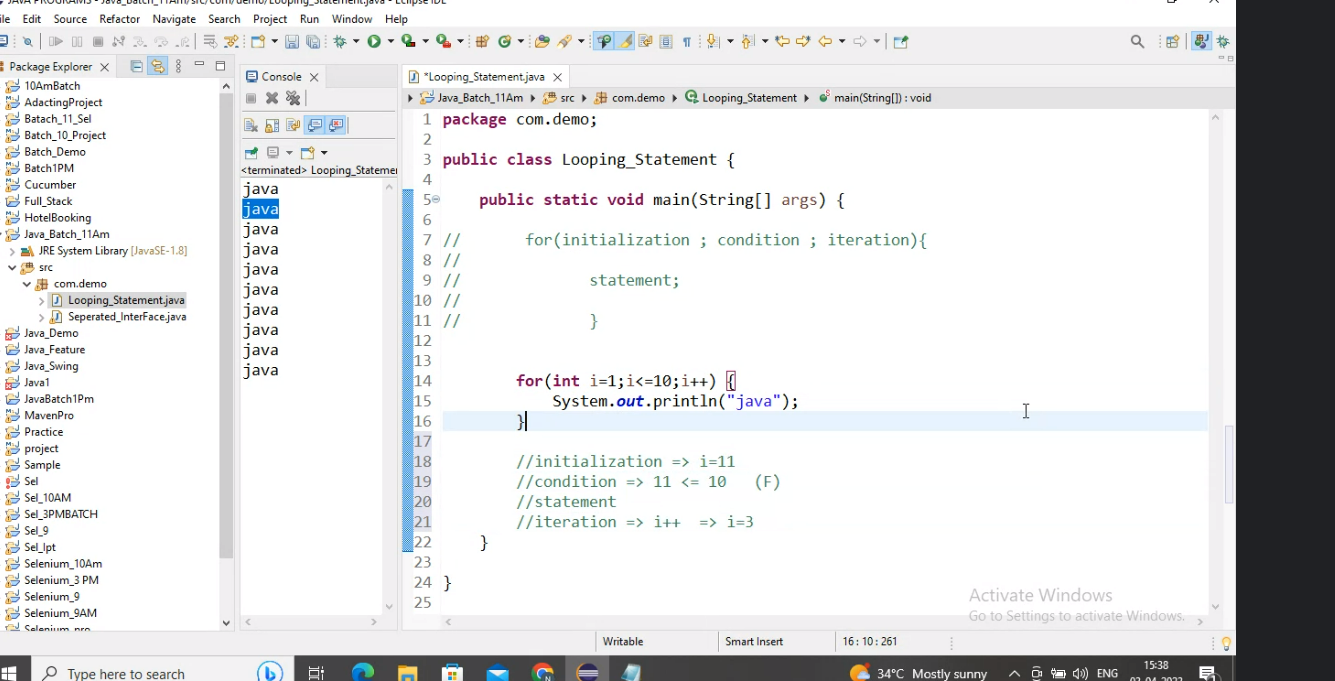 JAVA PROGRAMS - Java_Batch_11Am/src/com/demo/Looping_Statement.java - Eclipse IDE
Edit Source Refactor Navigate Search Project Run Window Help
Package Explorer
10AmBatch
AdactingProject
Batach_11_Sel
Batch_10_Project
Batch_Demo
Batch1PM
Cucumber
Full_Stack
HotelBooking
Java_Batch_11Am
JRE System Library [JavaSE-1.8]
src
com.demo
Looping_Statement.java
Seperated_InterFace.java
Java_Demo
Java_Feature
Java_Swing
Java1
JavaBatch1Pm
MavenPro
Practice
project
Sample
Sel
Sel_10AM
Sel_3PMBATCH
Sel_9
Sel_Ipt
Selenium_10Am
Selenium_3 PM
Selenium_9
Selenium_9AM
Selenium_pro
Console
<terminated> Looping_Statemen
java
java
java
java
java
java
java
java
java
java
*Looping_Statement.java
Java_Batch_11Am src com.demo Looping_Statement main(String[]) : void
1 package com.demo;
2
3 public class Looping_Statement {
4
5 public static void main(String[] args) {
6
7 // for(initialization ; condition ; iteration){
8 //
9 // statement;
10 //
11 // }
12
13
14 for(int i=1;i<=10;i++) {
15 System.out.println("java");
16 }
17
18 //initialization => i=11
19 //condition => 11 <= 10 (F)
20 //statement
21 //iteration => i++ => i=3
22 }
23
24 }
25
Activate Windows
Go to Settings to activate Windows.
Writable Smart Insert 16 : 10 : 261
Type here to search
34°C Mostly sunny
ENG
15:38